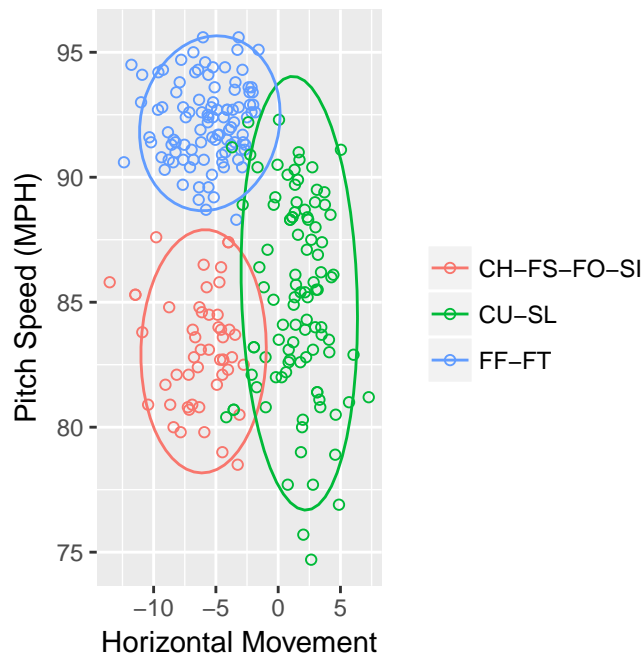 95
90
85
80
75
Pitch Speed (MPH)
−10 −5 0 5
Horizontal Movement
CH−FS−FO−SI
CU−SL
FF−FT